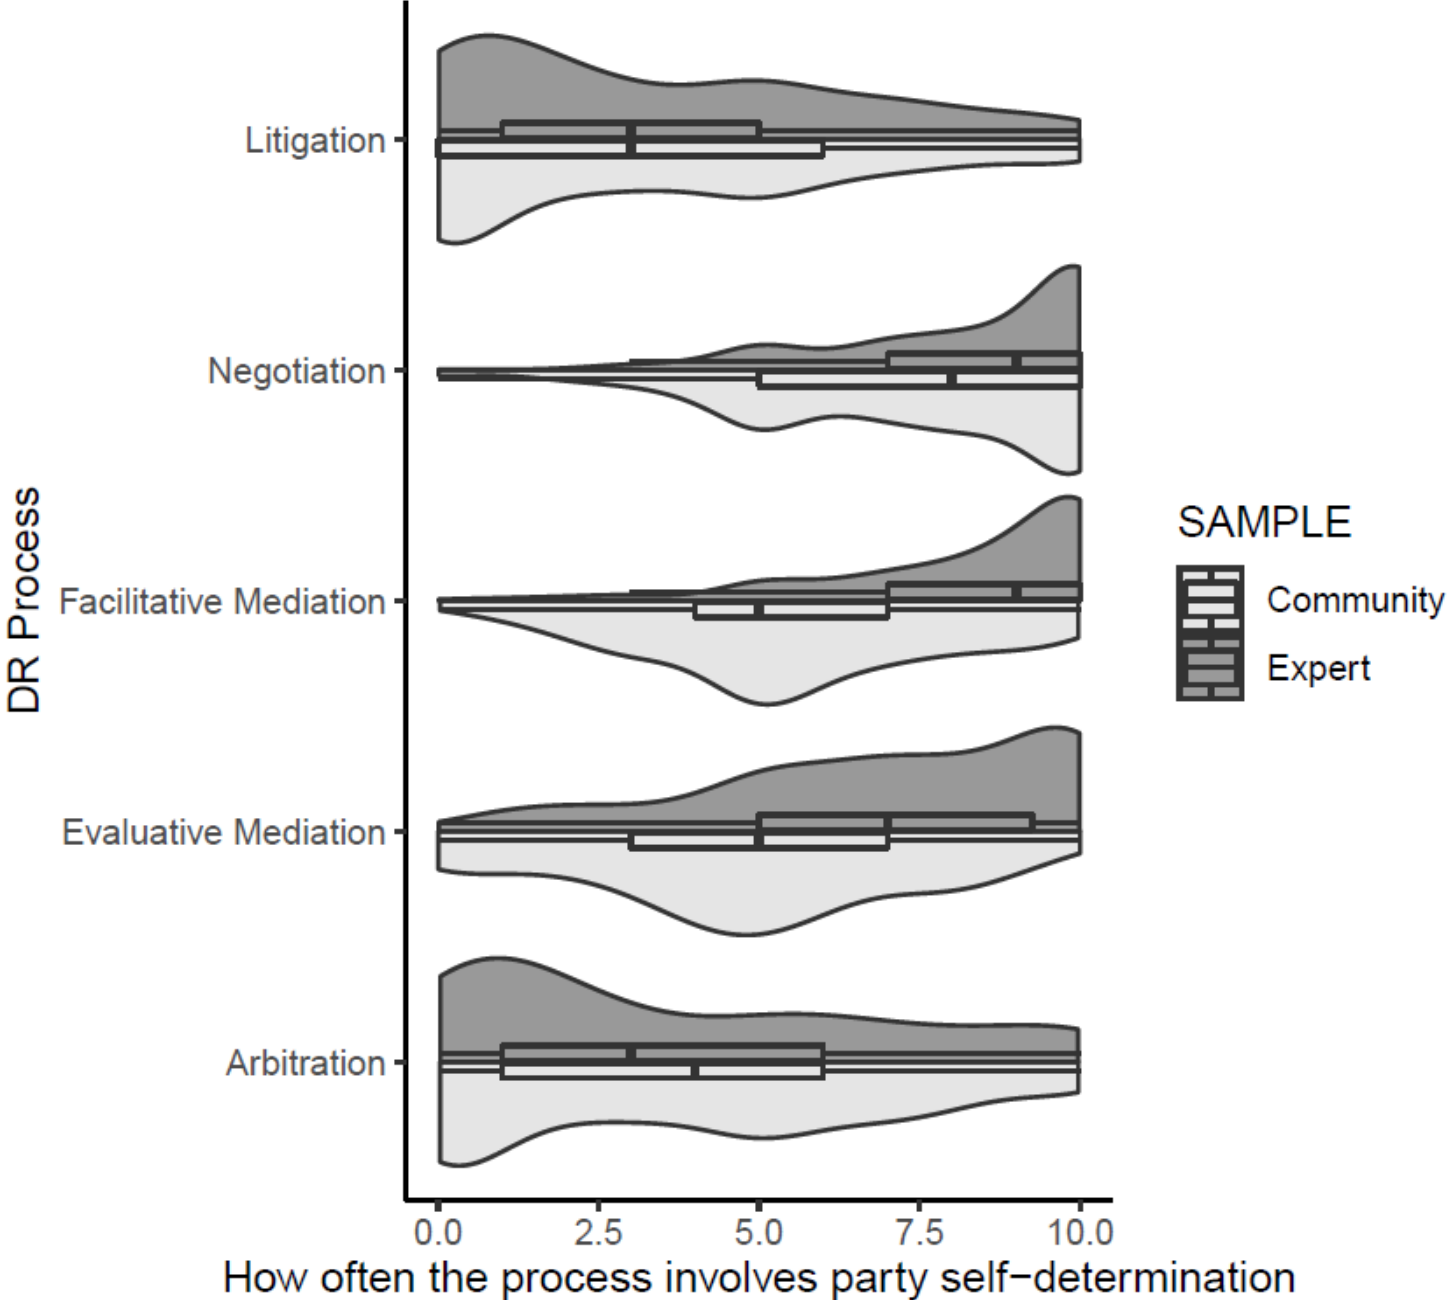 DR Process
Litigation
Negotiation
Facilitative Mediation
Evaluative Mediation
Arbitration
0.0 2.5 5.0 7.5 10.0
How often the process involves party self−determination
SAMPLE
Community
Expert